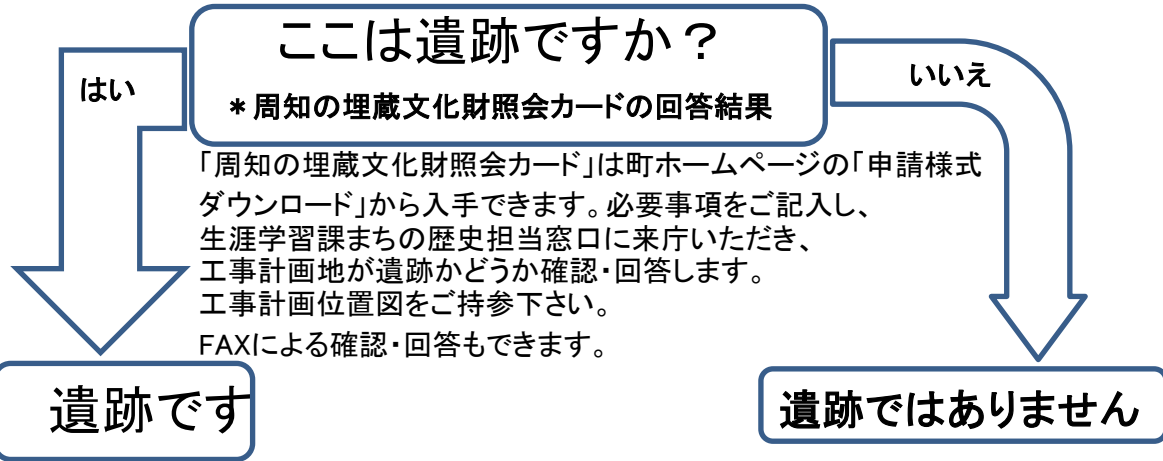 ここは遺跡ですか？
＊周知の埋蔵文化財照会カードの回答結果
はい
いいえ
「周知の埋蔵文化財照会カード」は町ホームページの「申請様式
ダウンロード」から入手できます。必要事項をご記入し、
生涯学習課まちの歴史担当窓口に来庁いただき、
工事計画地が遺跡かどうか確認・回答します。
工事計画位置図をご持参下さい。
FAXによる確認・回答もできます。
遺跡です
遺跡ではありません